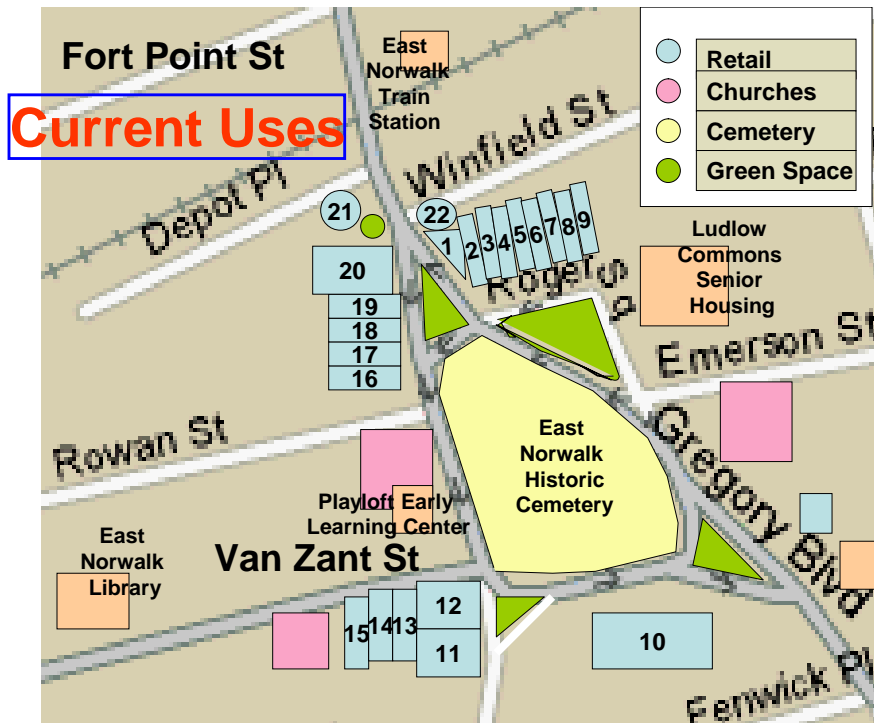 Fort Point St
East
Norwalk
Train
Station
Retail
Churches
Cemetery
Green Space
Current Uses
Winfield St
Depot Pl
21
22
1
2
3
4
5
6
7
8
9
20
19
18
17
16
Rogers Sq
Ludlow
Commons
Senior
Housing
Emerson St
Rowan St
East
Norwalk
Historic
Cemetery
Gregory Blvd
Playloft Early
Learning Center
East
Norwalk
Library
Van Zant St
15
14
13
12
11
10
Fenwick Pl